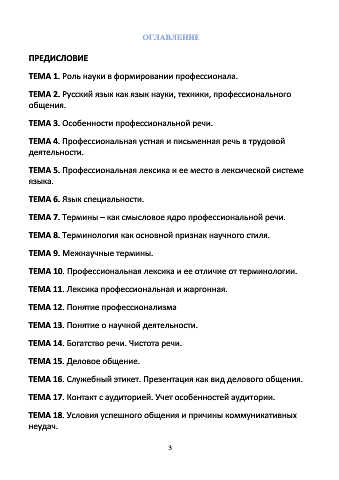 ОГЛАВЛЕНИЕ
ПРЕДИСЛОВИЕ
ТЕМА 1. Роль науки в формировании профессионала.
ТЕМА 2. Русский язык как язык науки, техники, профессионального
общения.
ТЕМА 3. Особенности профессиональной речи.
ТЕМА 4. Профессиональная устная и письменная речь в трудовой
деятельности.
ТЕМА 5. Профессиональная лексика и ее место в лексической системе
языка.
ТЕМА 6. Язык специальности.
ТЕМА 7. Термины – как смысловое ядро профессиональной речи.
ТЕМА 8. Терминология как основной признак научного стиля.
ТЕМА 9. Межнаучные термины.
ТЕМА 10. Профессиональная лексика и ее отличие от терминологии.
ТЕМА 11. Лексика профессиональная и жаргонная.
ТЕМА 12. Понятие профессионализма
ТЕМА 13. Понятие о научной деятельности.
ТЕМА 14. Богатство речи. Чистота речи.
ТЕМА 15. Деловое общение.
ТЕМА 16. Служебный этикет. Презентация как вид делового общения.
ТЕМА 17. Контакт с аудиторией. Учет особенностей аудитории.
ТЕМА 18. Условия успешного общения и причины коммуникативных
неудач.
3